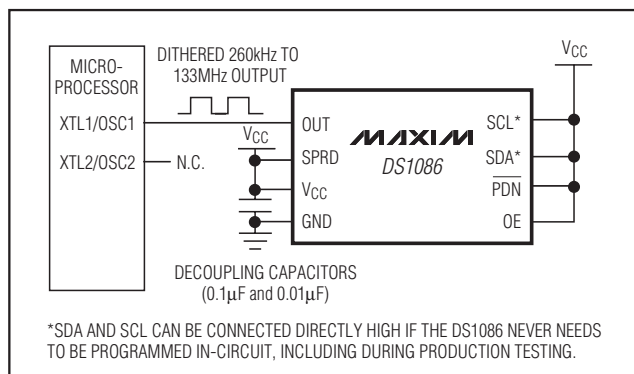 MICRO-
PROCESSOR
XTL1/OSC1
XTL2/OSC2
N.C.
DITHERED 260kHz TO
133MHz OUTPUT
VCC
OUT
SPRD
VCC
GND
MAXIM
DS1086
SCL*
SDA*
PDN
OE
VCC
DECOUPLING CAPACITORS
(0.1μF and 0.01μF)
*SDA AND SCL CAN BE CONNECTED DIRECTLY HIGH IF THE DS1086 NEVER NEEDS
TO BE PROGRAMMED IN-CIRCUIT, INCLUDING DURING PRODUCTION TESTING.